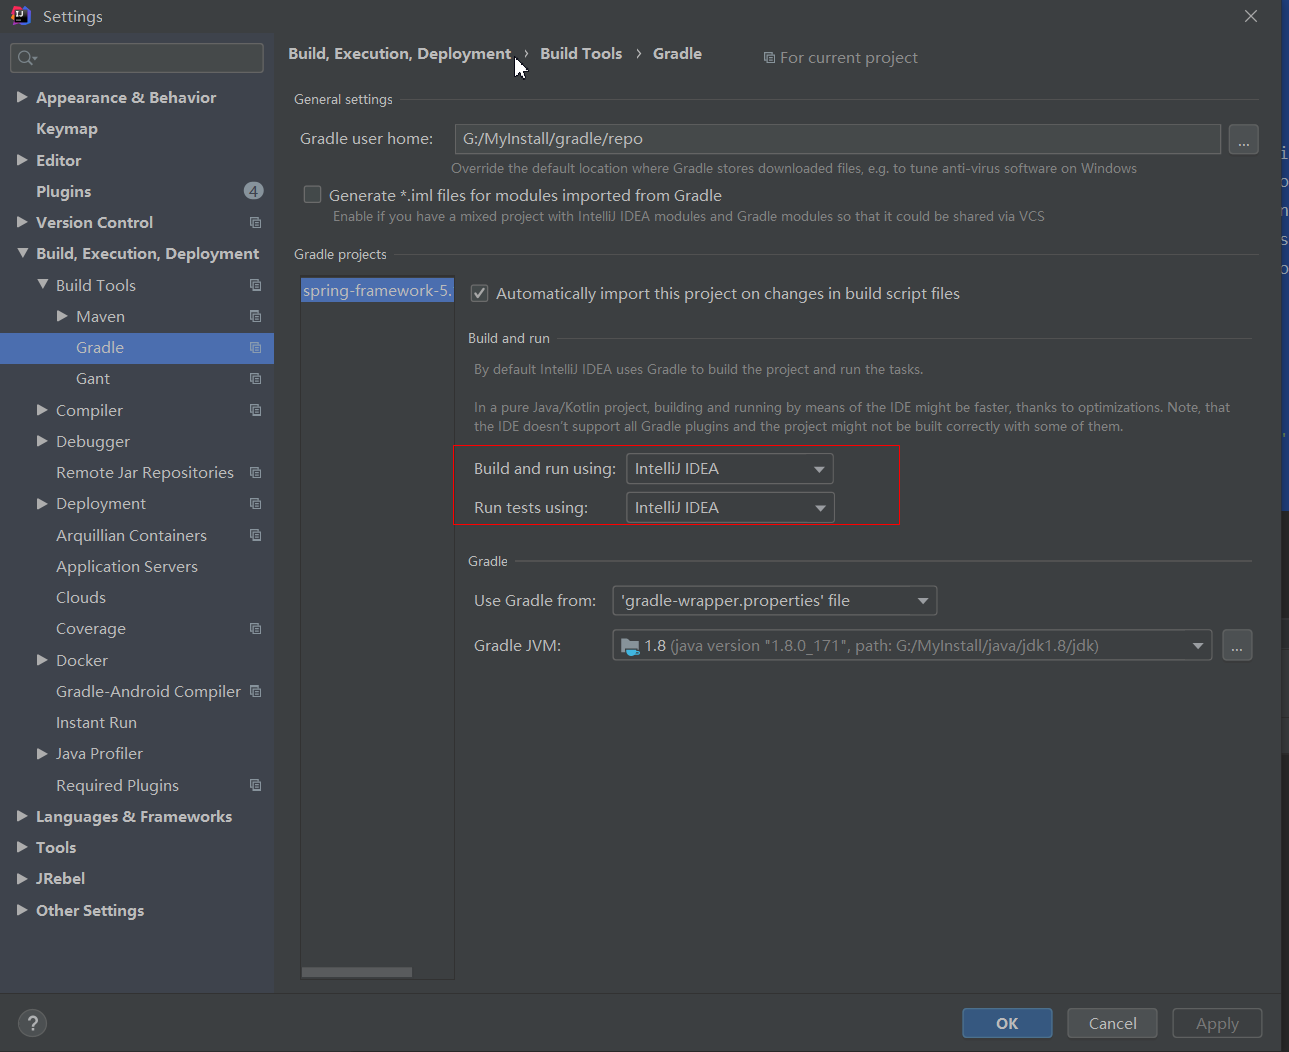 Settings
Appearance & Behavior
Keymap
Editor
Plugins 4
Version Control
Build, Execution, Deployment
Build Tools
Maven
Gradle
Gant
Compiler
Debugger
Remote Jar Repositories
Deployment
Arquillian Containers
Application Servers
Clouds
Coverage
Docker
Gradle-Android Compiler
Instant Run
Java Profiler
Required Plugins
Languages & Frameworks
Tools
JRebel
Other Settings
Build, Execution, Deployment › Build Tools › Gradle For current project
General settings
Gradle user home: G:/MyInstall/gradle/repo ...
Override the default location where Gradle stores downloaded files, e.g. to tune anti-virus software on Windows
Generate *.iml files for modules imported from Gradle
Enable if you have a mixed project with IntelliJ IDEA modules and Gradle modules so that it could be shared via VCS
Gradle projects
spring-framework-5.
Automatically import this project on changes in build script files
Build and run
By default IntelliJ IDEA uses Gradle to build the project and run the tasks.
In a pure Java/Kotlin project, building and running by means of the IDE might be faster, thanks to optimizations. Note, that
the IDE doesn't support all Gradle plugins and the project might not be built correctly with some of them.
Build and run using: IntelliJ IDEA
Run tests using: IntelliJ IDEA
Gradle
Use Gradle from: 'gradle-wrapper.properties' file
Gradle JVM: 1.8 (java version "1.8.0_171", path: G:/MyInstall/java/jdk1.8/jdk) ...
? OK Cancel Apply